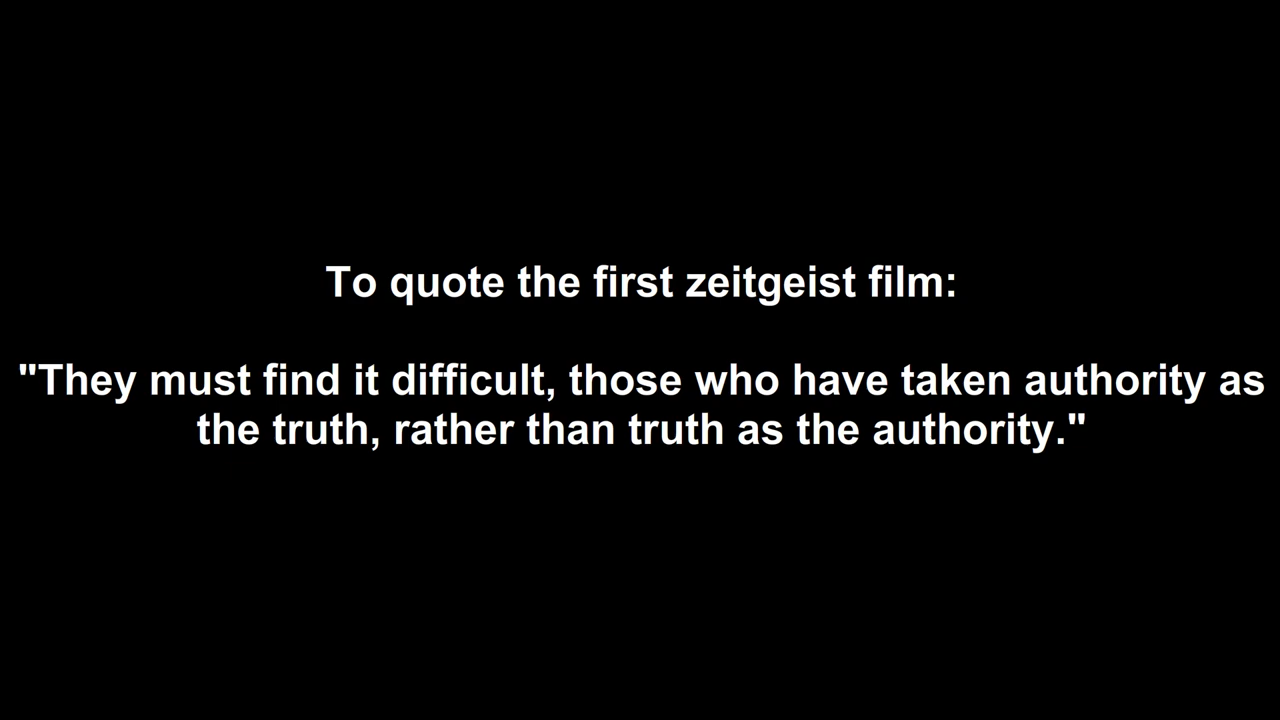 To quote the first zeitgeist film:
"They must find it difficult, those who have taken authority as
the truth, rather than truth as the authority."